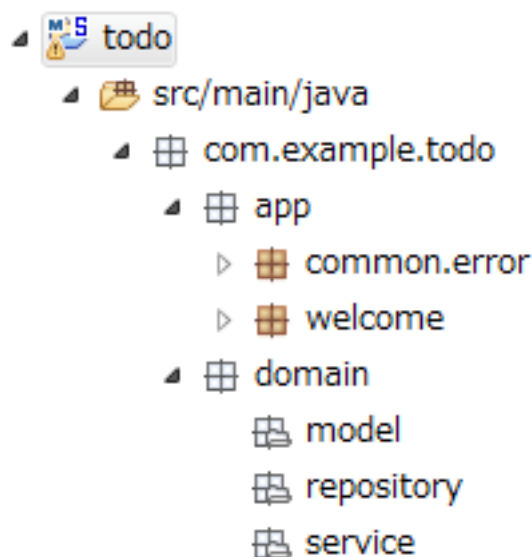 todo
src/main/java
com.example.todo
app
common.error
welcome
domain
model
repository
service